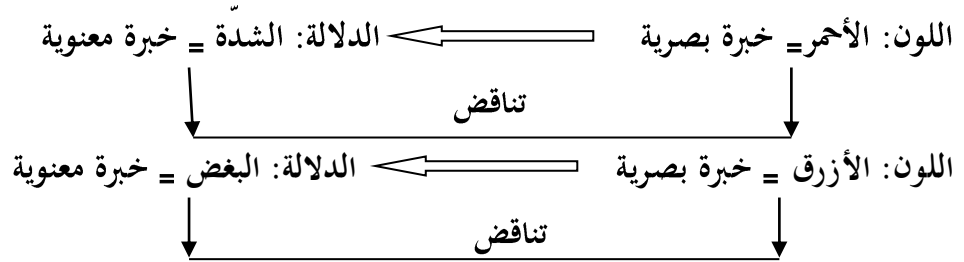 اللون: الأحمر = خبرة بصرية الدلالة: الشدّة = خبرة معنوية
تناقض
اللون: الأزرق = خبرة بصرية الدلالة: البغض = خبرة معنوية
تناقض